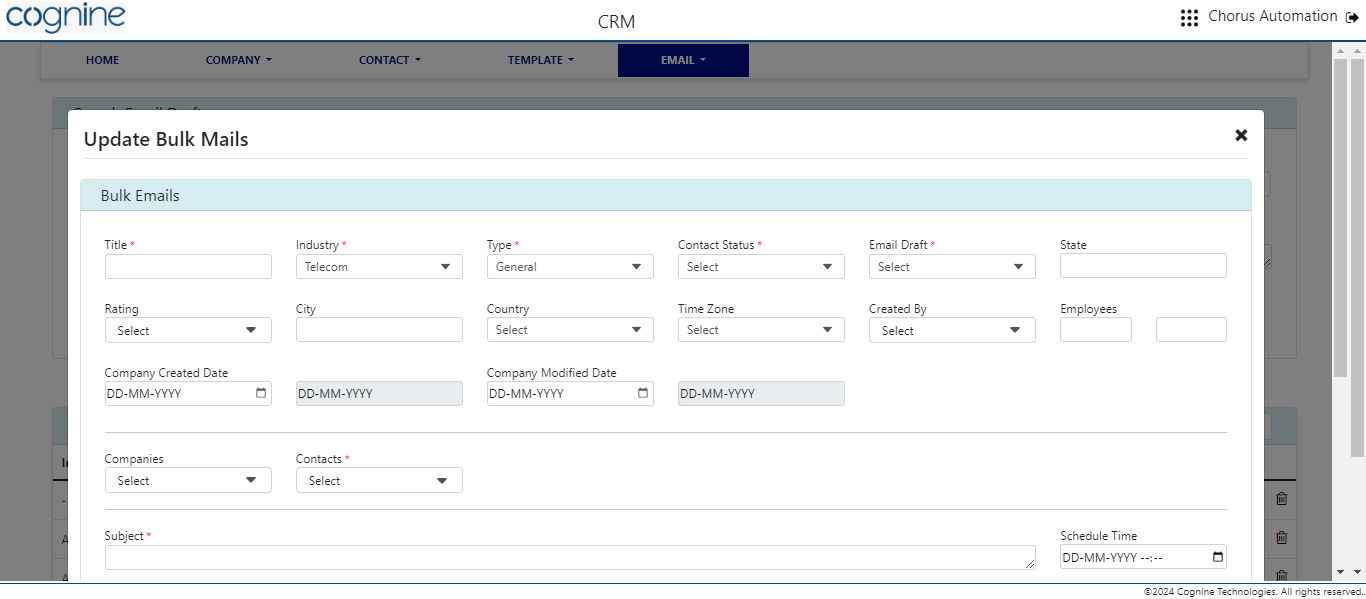 cognine
CRM
Chorus Automation
HOME COMPANY CONTACT TEMPLATE EMAIL
Update Bulk Mails
Bulk Emails
Title * Industry * Type * Contact Status * Email Draft * State
Telecom General Select Select
Rating City Country Time Zone Created By Employees
Select Select Select Select
Company Created Date Company Modified Date
DD-MM-YYYY DD-MM-YYYY DD-MM-YYYY DD-MM-YYYY
Companies Contacts *
Select Select
Subject * Schedule Time
DD-MM-YYYY --:--
©2024 Cognine Technologies. All rights reserved.